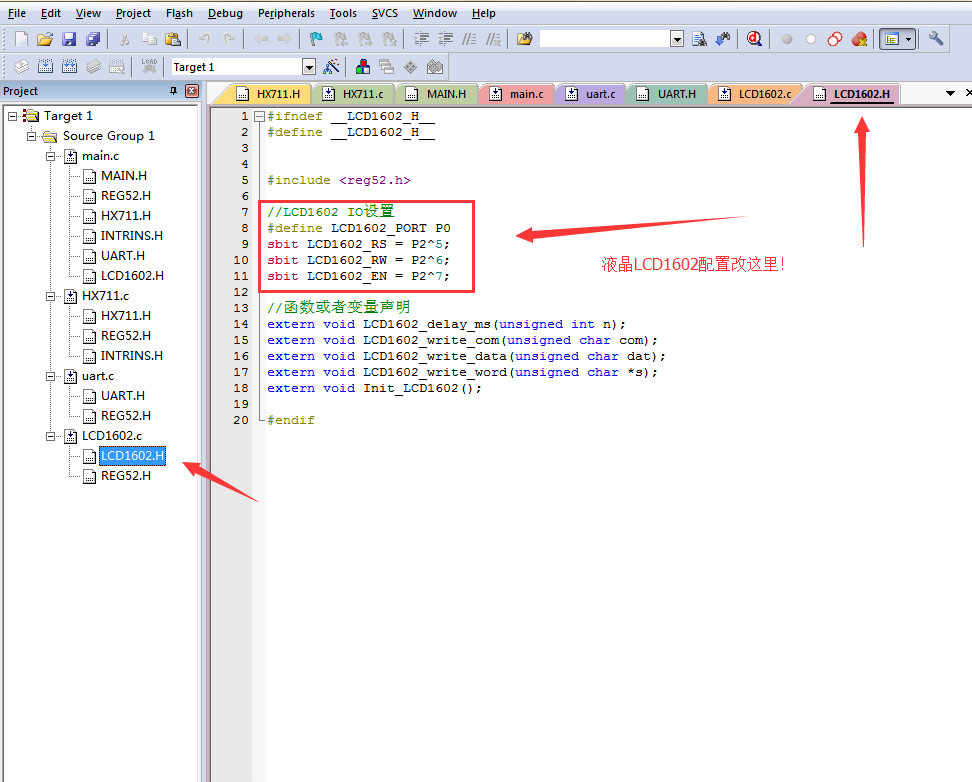 File Edit View Project Flash Debug Peripherals Tools SVCS Window Help
LOAD Target 1
Project
HX711.H HX711.c MAIN.H main.c uart.c UART.H LCD1602.c LCD1602.H
Target 1
Source Group 1
main.c
MAIN.H
REG52.H
HX711.H
INTRINS.H
UART.H
LCD1602.H
HX711.c
HX711.H
REG52.H
INTRINS.H
uart.c
UART.H
REG52.H
LCD1602.c
LCD1602.H
REG52.H
1 #ifndef __LCD1602_H__
2 #define __LCD1602_H__
3
4
5 #include <reg52.h>
6
7 //LCD1602 IO设置
8 #define LCD1602_PORT P0
9 sbit LCD1602_RS = P2^5;
10 sbit LCD1602_RW = P2^6;
11 sbit LCD1602_EN = P2^7;
12
13 //函数或者变量声明
14 extern void LCD1602_delay_ms(unsigned int n);
15 extern void LCD1602_write_com(unsigned char com);
16 extern void LCD1602_write_data(unsigned char dat);
17 extern void LCD1602_write_word(unsigned char *s);
18 extern void Init_LCD1602();
19
20 #endif
液晶LCD1602配置改这里!